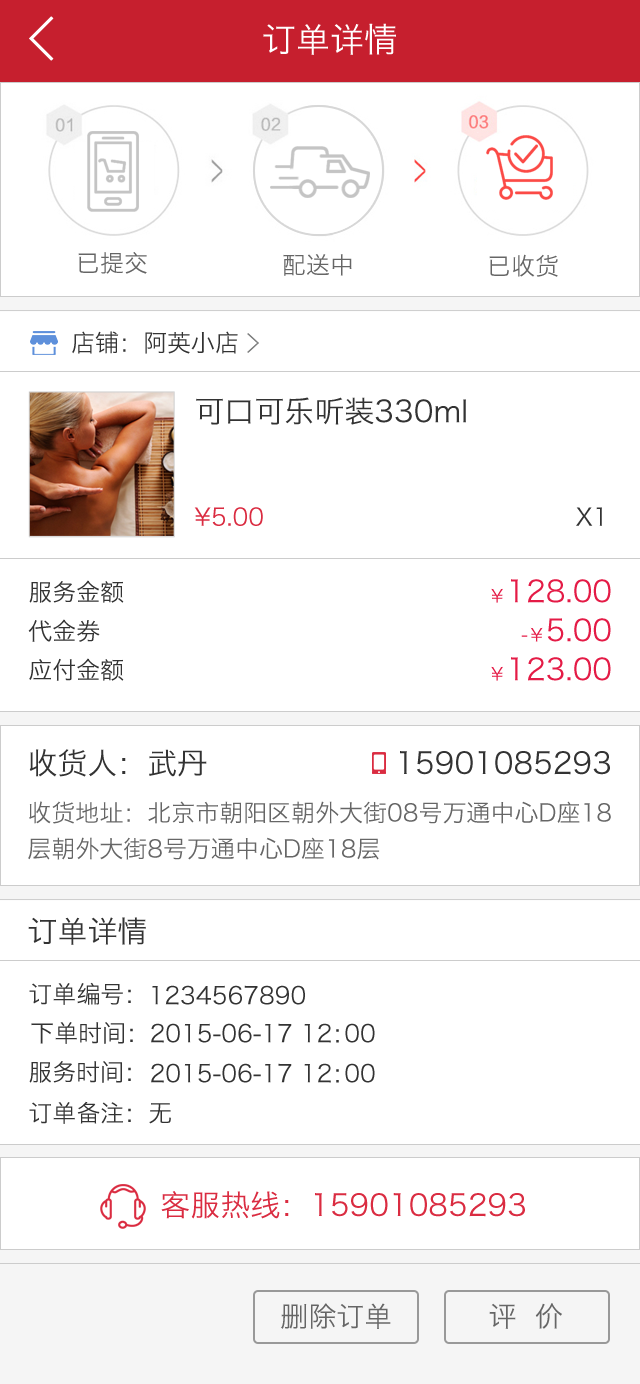 订单详情
01
02
03
已提交
配送中
已收货
店铺：阿英小店
可口可乐听装330ml
¥5.00
X1
服务金额
¥128.00
代金券
-¥5.00
应付金额
¥123.00
收货人：武丹
15901085293
收货地址：北京市朝阳区朝外大街08号万通中心D座18
层朝外大街8号万通中心D座18层
订单详情
订单编号：1234567890
下单时间：2015-06-17 12:00
服务时间：2015-06-17 12:00
订单备注：无
客服热线：15901085293
删除订单
评 价